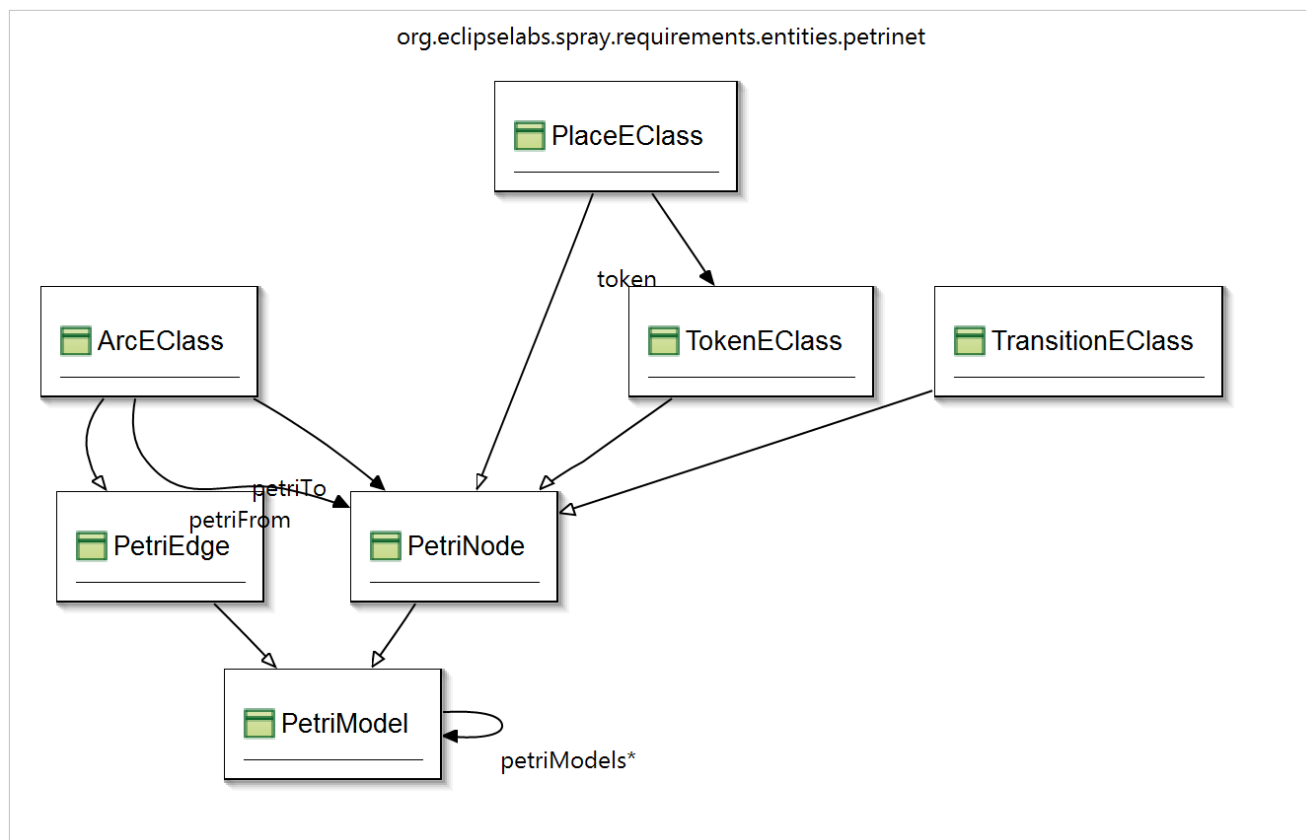 org.eclipselabs.spray.requirements.entities.petrinet
PlaceEClass
token
ArcEClass
TokenEClass
TransitionEClass
petriTo
petriFrom
PetriEdge
PetriNode
PetriModel
petriModels*